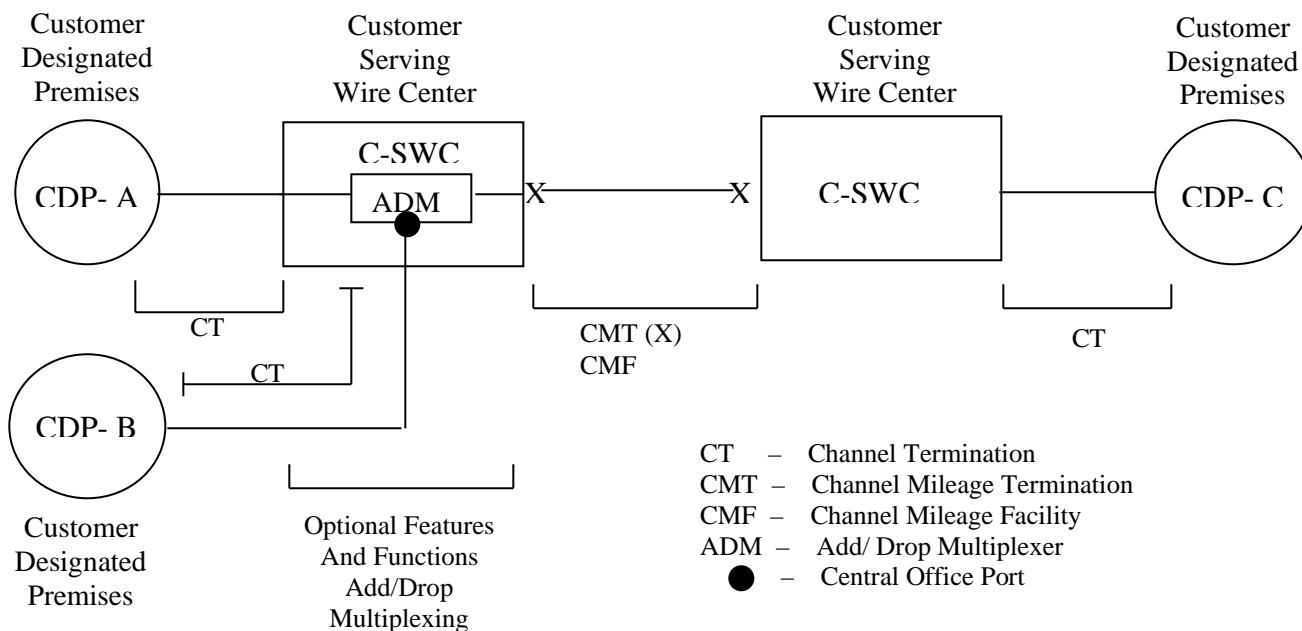 Customer
Designated
Premises
Customer
Serving
Wire Center
Customer
Serving
Wire Center
Customer
Designated
Premises
CDP- A
C-SWC
ADM
X
X
C-SWC
CDP- C
CT
CMT (X)
CMF
CT
CT
CDP- B
Customer
Designated
Premises
Optional Features
And Functions
Add/Drop
Multiplexing
CT – Channel Termination
CMT – Channel Mileage Termination
CMF – Channel Mileage Facility
ADM – Add/ Drop Multiplexer
– Central Office Port